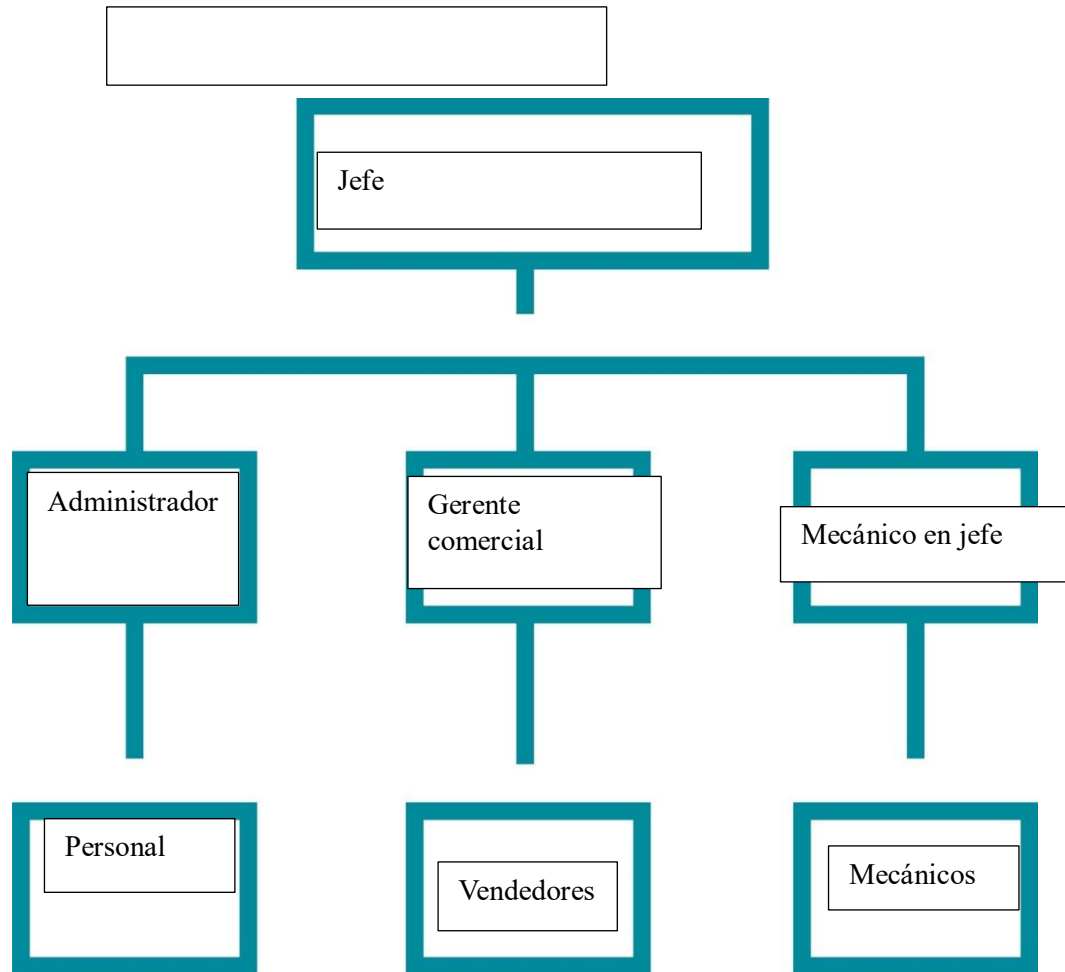 Jefe
Administrador
Gerente
comercial
Mecánico en jefe
Personal
Vendedores
Mecánicos